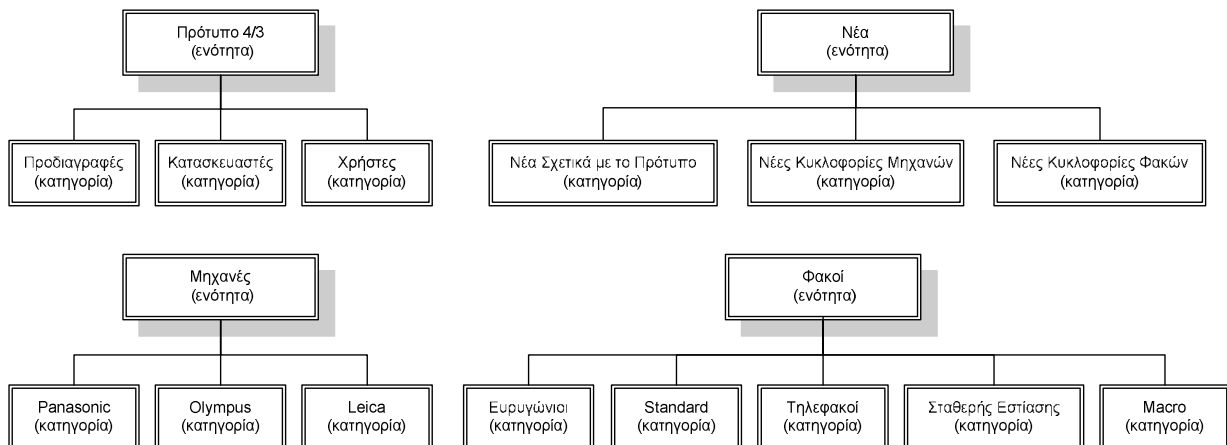 Πρότυπο 4/3
(ενότητα)
Προδιαγραφές
(κατηγορία)
Κατασκευαστές
(κατηγορία)
Χρήστες
(κατηγορία)
Νέα
(ενότητα)
Νέα Σχετικά με το Πρότυπο
(κατηγορία)
Νέες Κυκλοφορίες Μηχανών
(κατηγορία)
Νέες Κυκλοφορίες Φακών
(κατηγορία)
Μηχανές
(ενότητα)
Panasonic
(κατηγορία)
Olympus
(κατηγορία)
Leica
(κατηγορία)
Φακοί
(ενότητα)
Ευρυγώνιοι
(κατηγορία)
Standard
(κατηγορία)
Τηλεφακοί
(κατηγορία)
Σταθερής Εστίασης
(κατηγορία)
Macro
(κατηγορία)